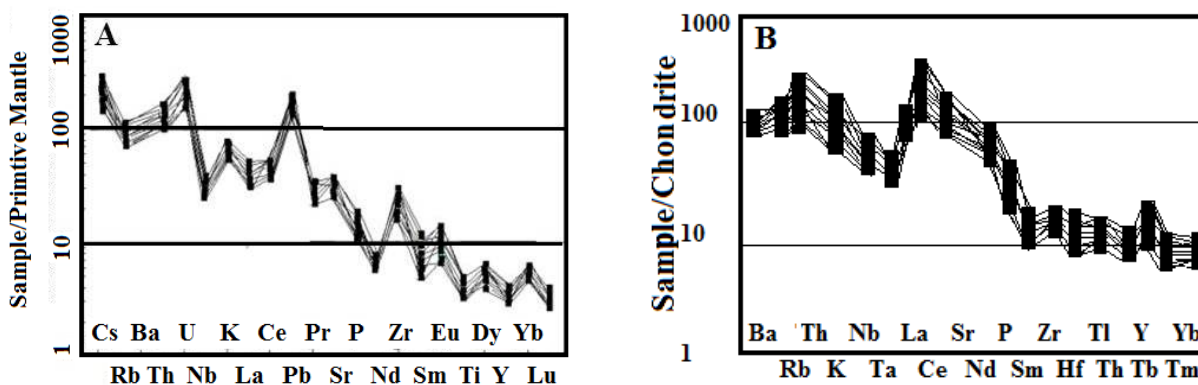 A
1000
100
10
1
Sample/Primtive Mantle
Cs Ba U K Ce Pr P Zr Eu Dy Yb
Rb Th Nb La Pb Sr Nd Sm Ti Y Lu
B
1000
100
10
1
Sample/Chondrite
Ba Th Nb La Sr P Zr Tl Y Yb
Rb K Ta Ce Nd Sm Hf Th Tb Tm